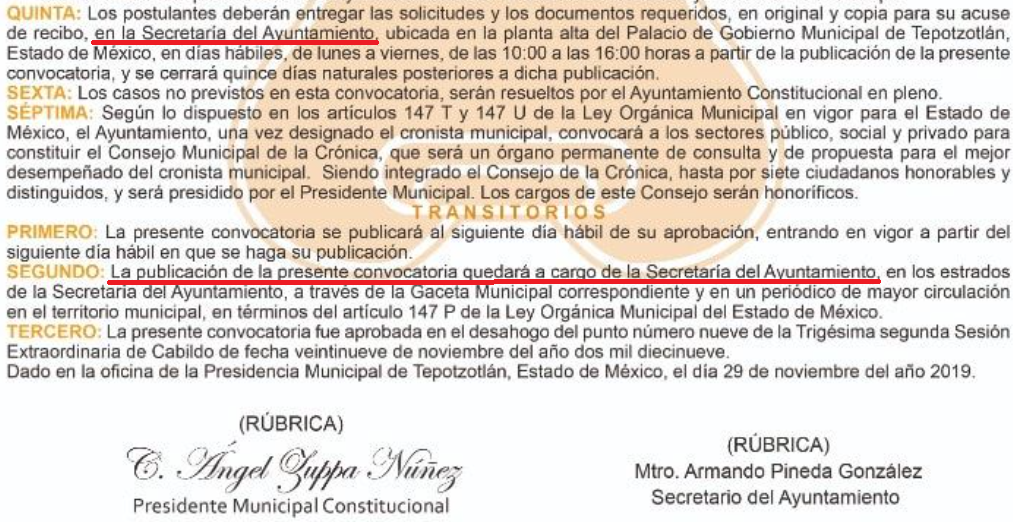 QUINTA: Los postulantes deberán entregar las solicitudes y los documentos requeridos, en original y copia para su acuse
de recibo, en la Secretaría del Ayuntamiento, ubicada en la planta alta del Palacio de Gobierno Municipal de Tepotzotlán,
Estado de México, en días hábiles, de lunes a viernes, de las 10:00 a las 16:00 horas a partir de la publicación de la presente
convocatoria, y se cerrará quince días naturales posteriores a dicha publicación.
SEXTA: Los casos no previstos en esta convocatoria, serán resueltos por el Ayuntamiento Constitucional en pleno.
SÉPTIMA: Según lo dispuesto en los artículos 147 T y 147 U de la Ley Orgánica Municipal en vigor para el Estado de
México, el Ayuntamiento, una vez designado el cronista municipal, convocará a los sectores público, social y privado para
constituir el Consejo Municipal de la Crónica, que será un órgano permanente de consulta y de propuesta para el mejor
desempeñado del cronista municipal. Siendo integrado el Consejo de la Crónica, hasta por siete ciudadanos honorables y
distinguidos, y será presidido por el Presidente Municipal. Los cargos de este Consejo serán honoríficos.
TRANSITORIOS
PRIMERO: La presente convocatoria se publicará al siguiente día hábil de su aprobación, entrando en vigor a partir del
siguiente día hábil en que se haga su publicación.
SEGUNDO: La publicación de la presente convocatoria quedará a cargo de la Secretaría del Ayuntamiento, en los estrados
de la Secretaría del Ayuntamiento, a través de la Gaceta Municipal correspondiente y en un periódico de mayor circulación
en el territorio municipal, en términos del artículo 147 P de la Ley Orgánica Municipal del Estado de México.
TERCERO: La presente convocatoria fue aprobada en el desahogo del punto número nueve de la Trigésima segunda Sesión
Extraordinaria de Cabildo de fecha veintinueve de noviembre del año dos mil diecinueve.
Dado en la oficina de la Presidencia Municipal de Tepotzotlán, Estado de México, el día 29 de noviembre del año 2019.
(RÚBRICA)
C. Ángel Zuppa Núñez
Presidente Municipal Constitucional
(RÚBRICA)
Mtro. Armando Pineda González
Secretario del Ayuntamiento